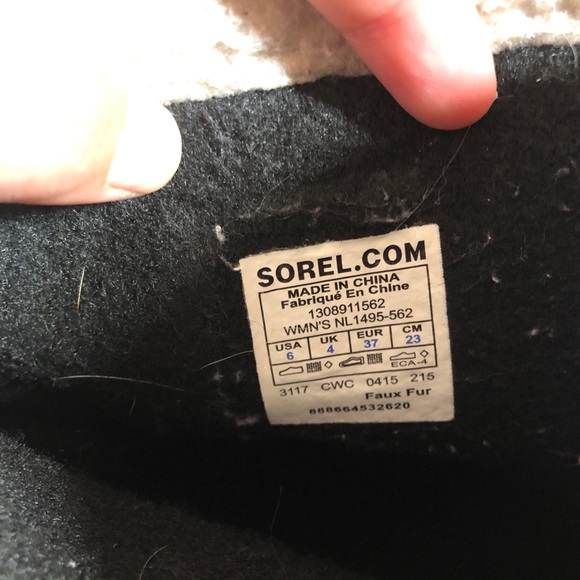 SOREL.COM
MADE IN CHINA
Fabriqué En Chine
1308911562
WMN'S NL1495-562
USA UK EUR CM
6 4 37 23
ECA-4
3117 CWC 0415 215
Faux Fur
888664532620